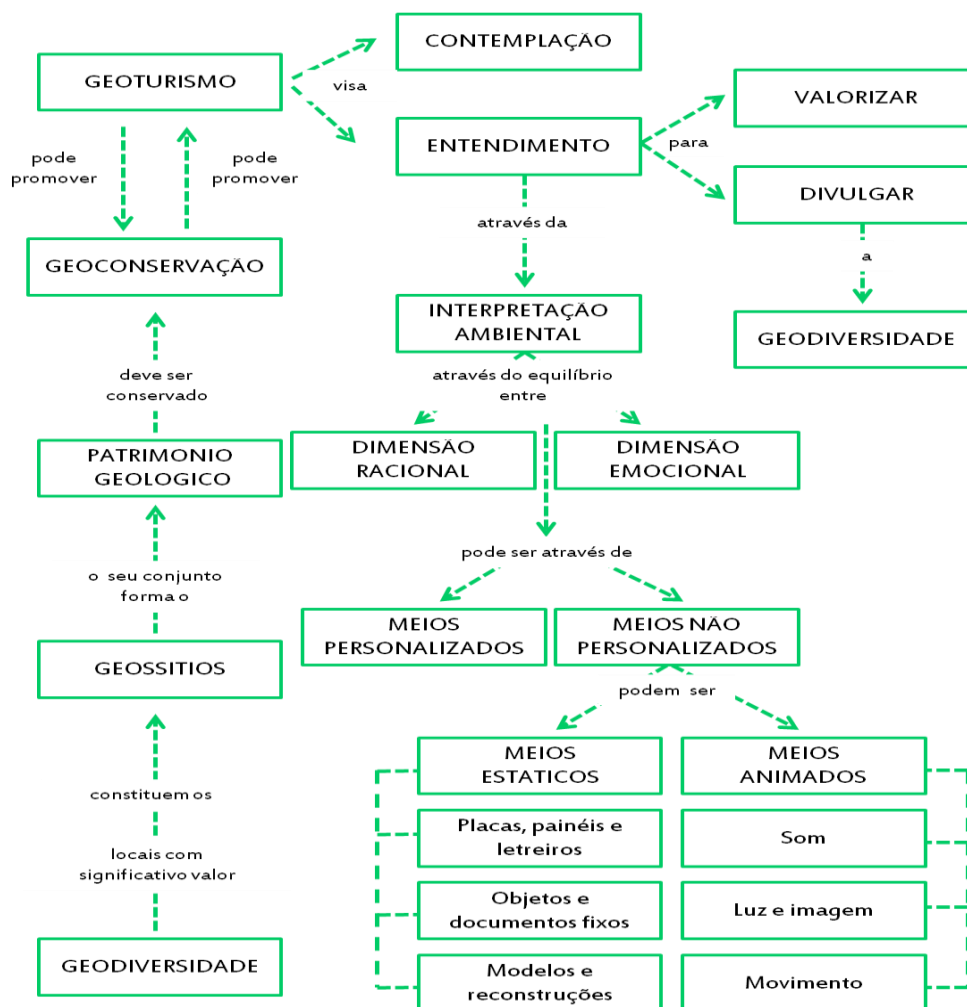 CONTEMPLAÇÃO
GEOTURISMO
visa
VALORIZAR
ENTENDIMENTO
para
pode
promover
pode
promover
DIVULGAR
através da
a
GEOCONSERVAÇÃO
INTERPRETAÇÃO
AMBIENTAL
GEODIVERSIDADE
deve ser
conservado
através do equilíbrio
entre
PATRIMONIO
GEOLOGICO
DIMENSÃO
RACIONAL
DIMENSÃO
EMOCIONAL
pode ser através de
o seu conjunto
forma o
MEIOS
PERSONALIZADOS
MEIOS NÃO
PERSONALIZADOS
GEOSSITIOS
podem ser
MEIOS
ESTATICOS
MEIOS
ANIMADOS
constituem os
Placas, painéis e
letreiros
Som
locais com
significativo valor
Objetos e
documentos fixos
Luz e imagem
GEODIVERSIDADE
Modelos e
reconstruções
Movimento